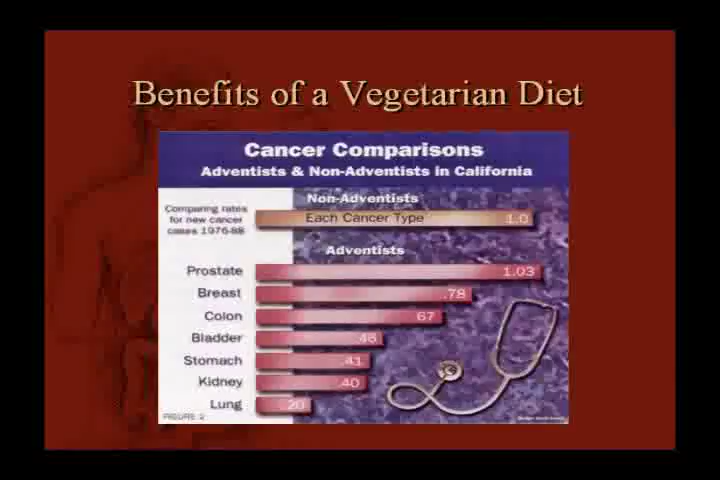 Benefits of a Vegetarian Diet
Cancer Comparisons
Adventists & Non-Adventists in California
Comparing rates
for new cancer
cases 1976-88
Non-Adventists
Each Cancer Type 1.0
Adventists
Prostate 1.03
Breast .78
Colon 67
Bladder .46
Stomach .41
Kidney .40
Lung .20
FIGURE 2